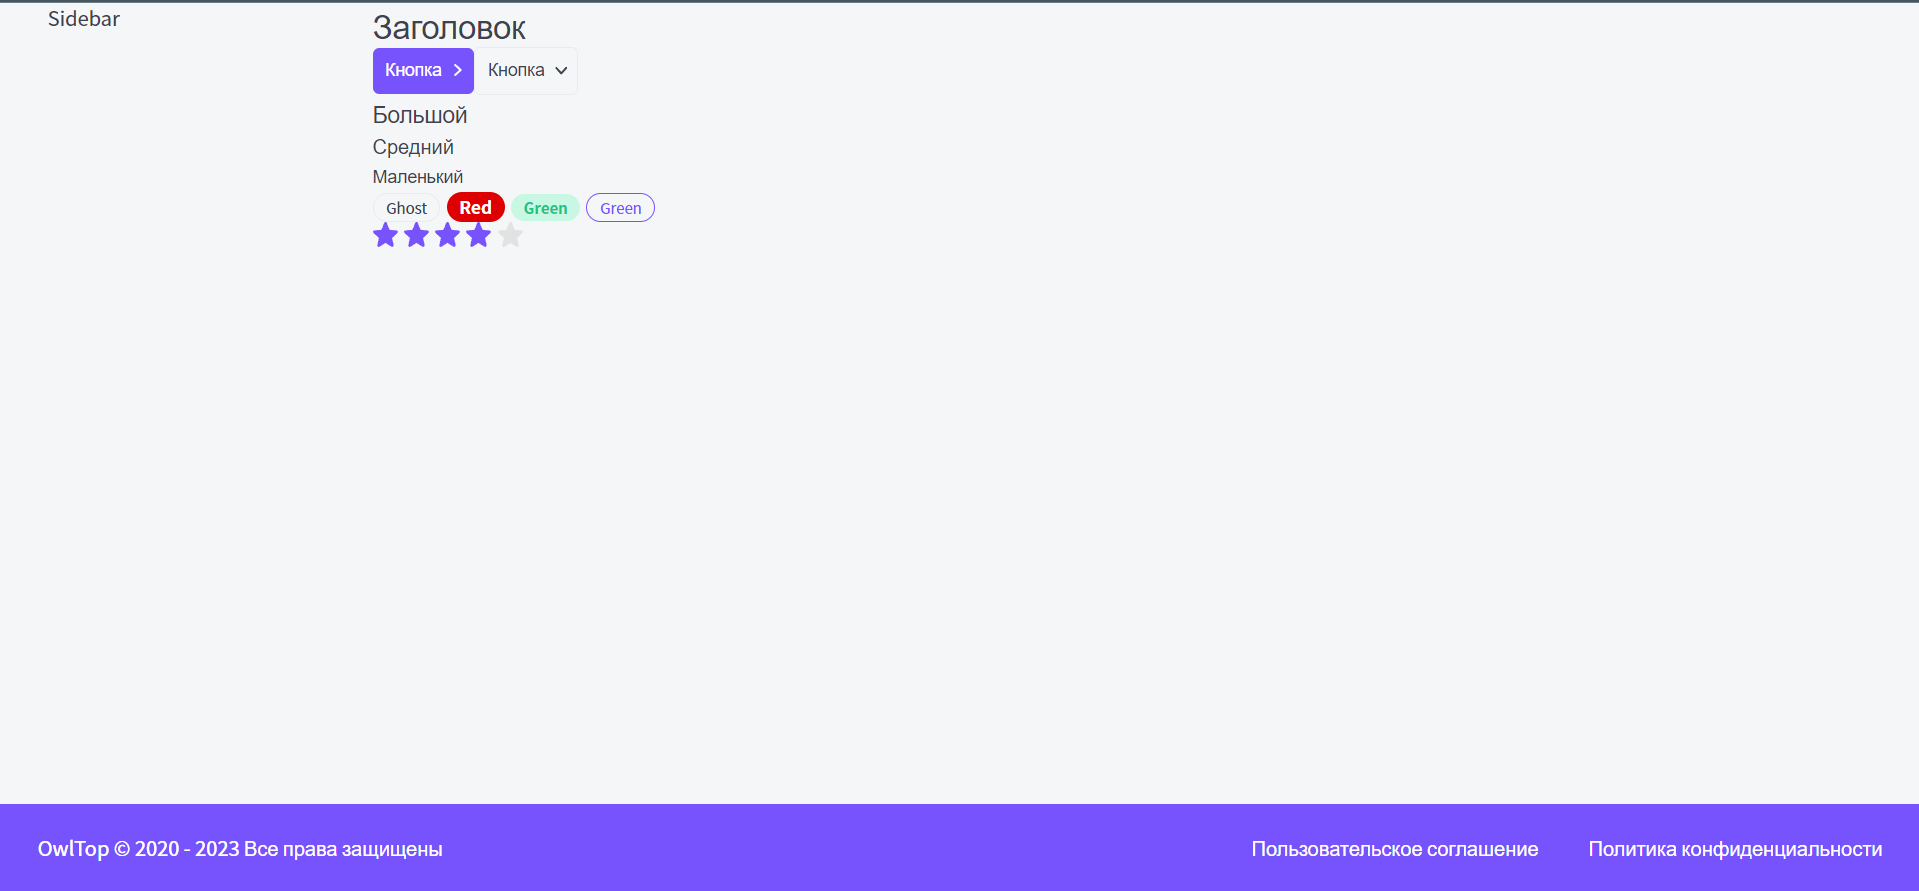 Sidebar
Заголовок
Кнопка Кнопка
Большой
Средний
Маленький
Ghost Red Green Green
OwlTop © 2020 - 2023 Все права защищены Пользовательское соглашение Политика конфиденциальности